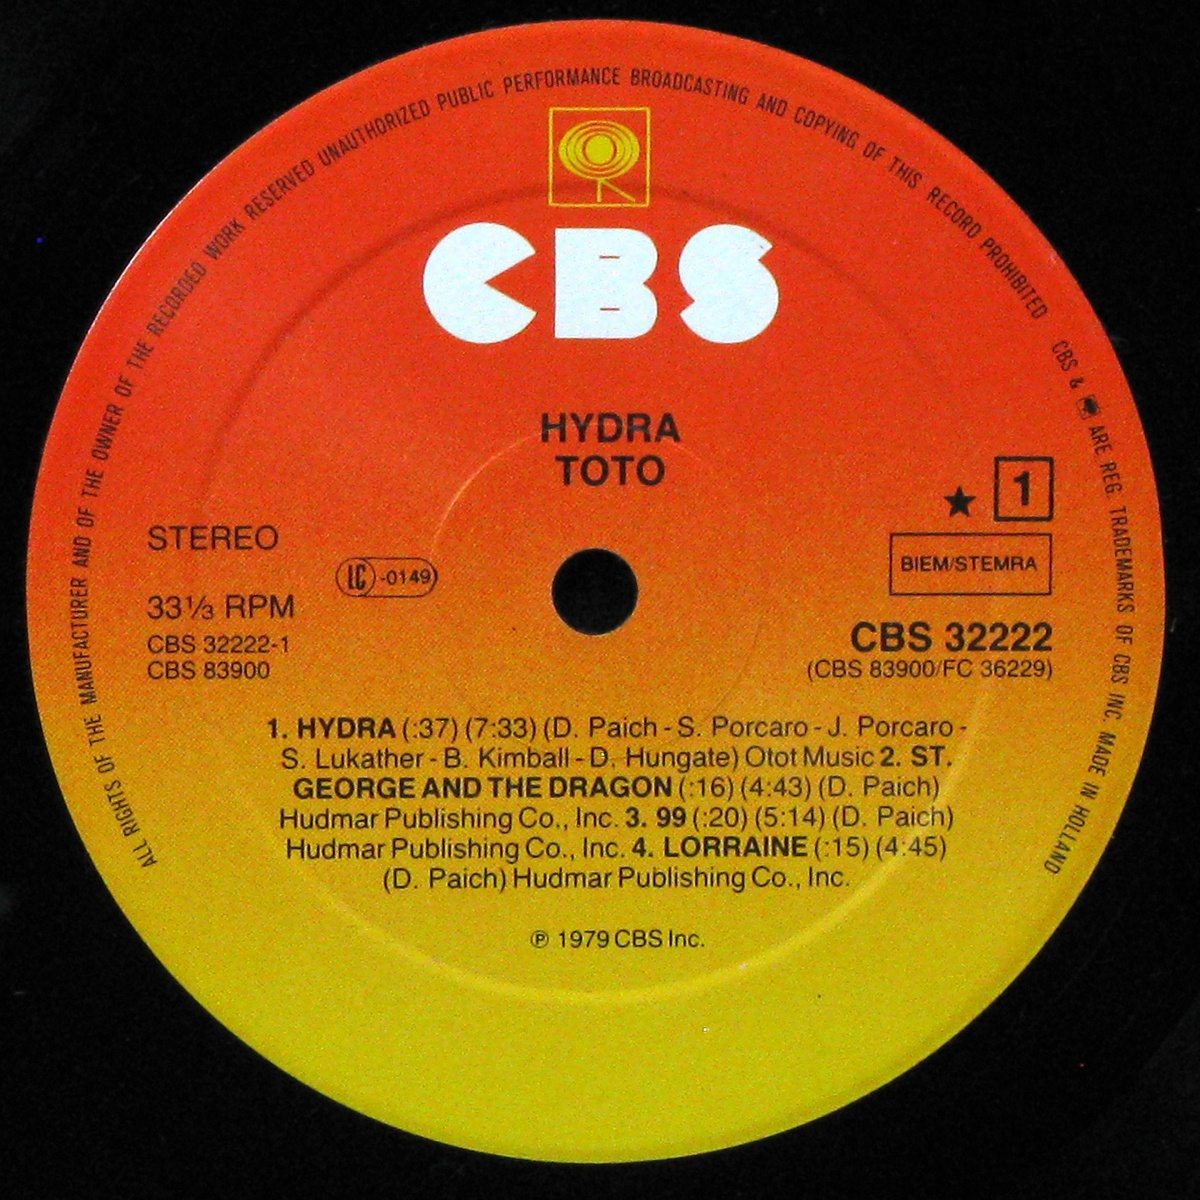 ALL RIGHTS OF THE MANUFACTURER AND OF THE OWNER OF THE RECORDED WORK RESERVED UNAUTHORIZED PUBLIC PERFORMANCE BROADCASTING AND COPYING OF THIS RECORD PROHIBITED
CBS & ARE REG. TRADEMARKS OF CBS INC. MADE IN HOLLAND
CBS
HYDRA
TOTO
★ 1
STEREO
LC-0149
BIEM/STEMRA
33⅓ RPM
CBS 32222
CBS 32222-1
CBS 83900
(CBS 83900/FC 36229)
1. HYDRA (:37) (7:33) (D. Paich - S. Porcaro - J. Porcaro -
S. Lukather - B. Kimball - D. Hungate) Otot Music 2. ST.
GEORGE AND THE DRAGON (:16) (4:43) (D. Paich)
Hudmar Publishing Co., Inc. 3. 99 (:20) (5:14) (D. Paich)
Hudmar Publishing Co., Inc. 4. LORRAINE (:15) (4:45)
(D. Paich) Hudmar Publishing Co., Inc.
℗ 1979 CBS Inc.